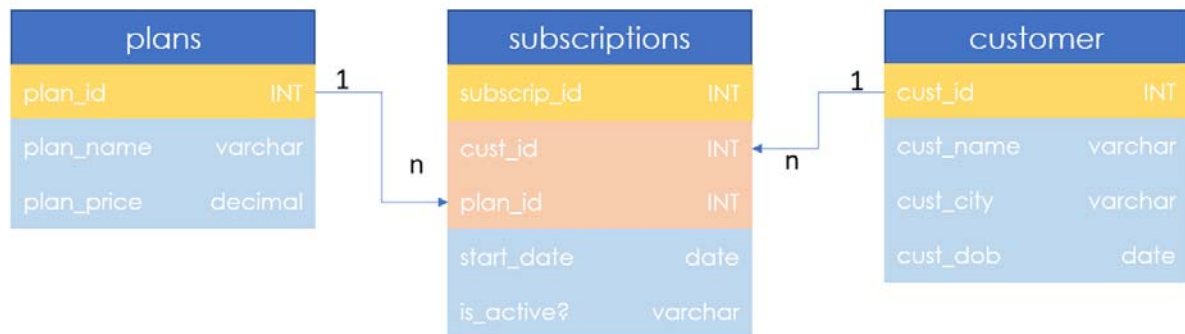 plans
plan_id INT
plan_name varchar
plan_price decimal
1
n
subscriptions
subscrip_id INT
cust_id INT
plan_id INT
start_date date
is_active? varchar
1
n
customer
cust_id INT
cust_name varchar
cust_city varchar
cust_dob date